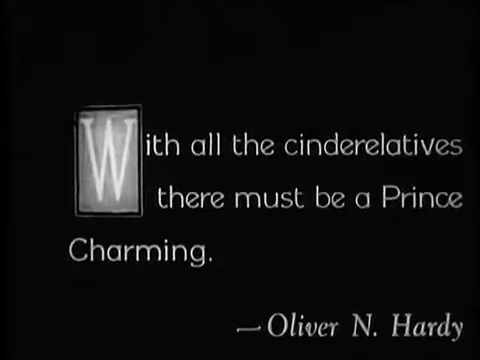 With all the cinderelatives
there must be a Prince
Charming.
—Oliver N. Hardy